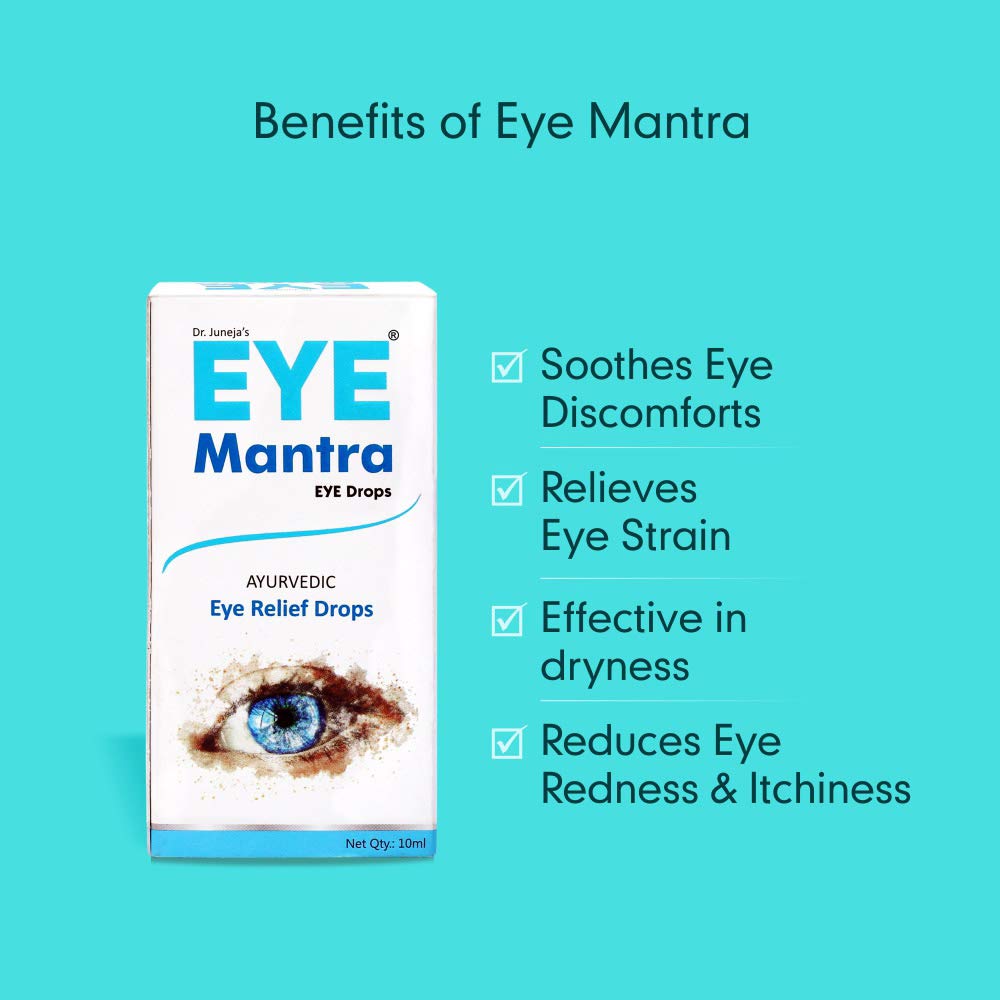 Benefits of Eye Mantra
Dr. Juneja's
EYE®
Mantra
EYE Drops
AYURVEDIC
Eye Relief Drops
Net Qty.: 10ml
Soothes Eye
Discomforts
Relieves
Eye Strain
Effective in
dryness
Reduces Eye
Redness & Itchiness